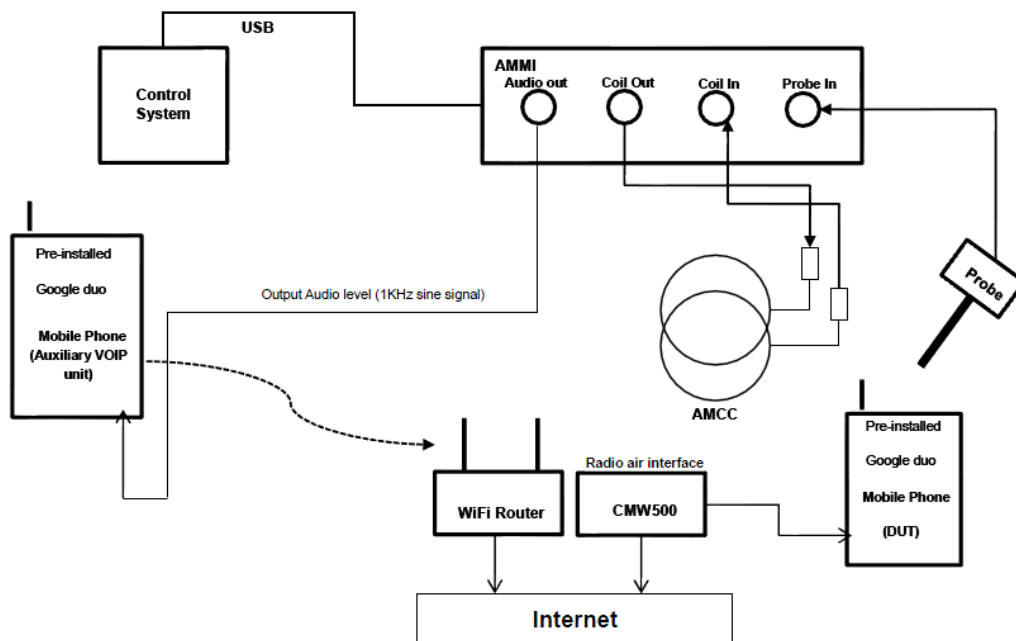 USB
Control
System
AMMI
Audio out
Coil Out
Coil In
Probe In
Pre-installed
Google duo
Mobile Phone
(Auxiliary VOIP
unit)
Output Audio level (1KHz sine signal)
AMCC
Probe
Pre-installed
Google duo
Mobile Phone
(DUT)
WiFi Router
Radio air interface
CMW500
Internet